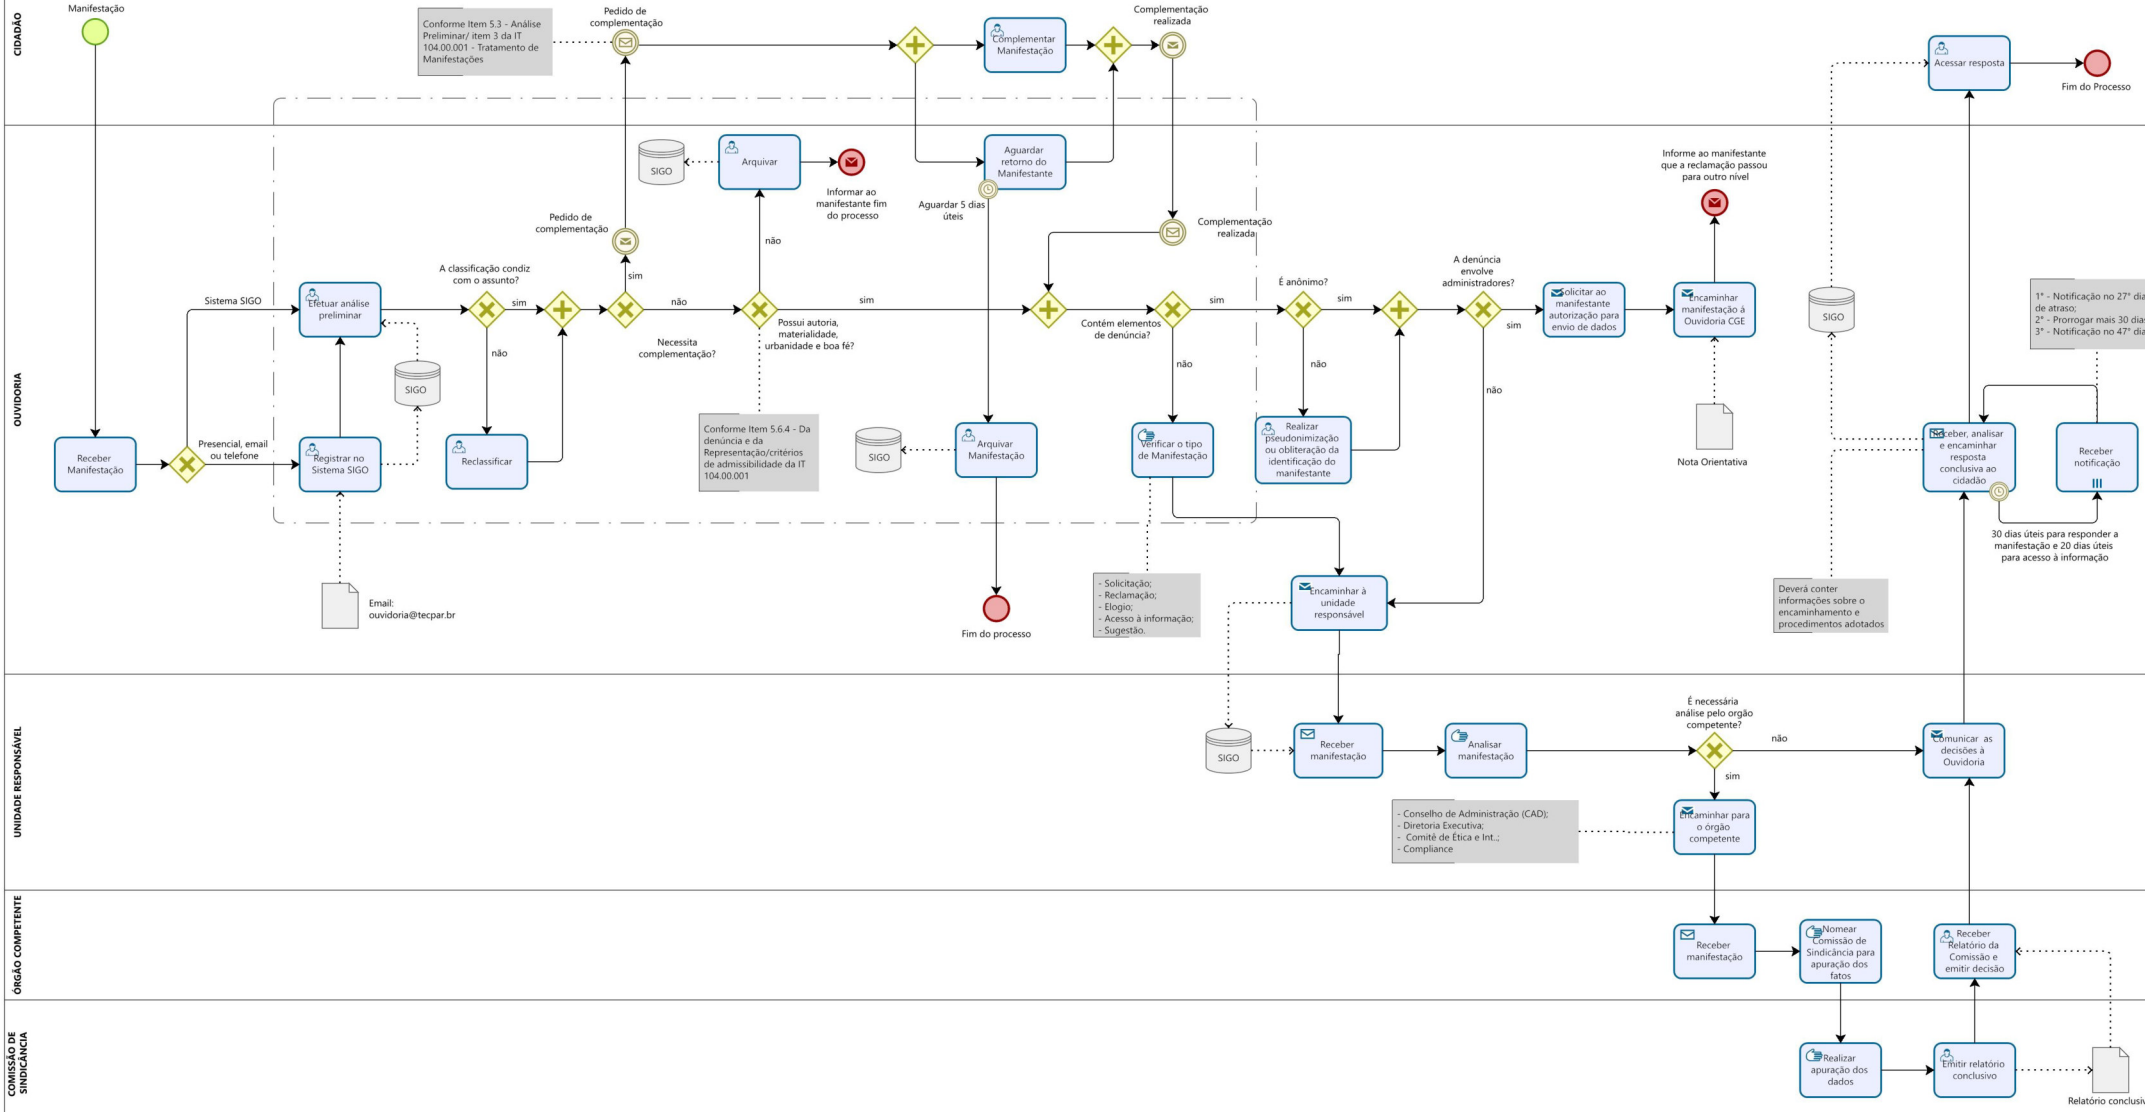 CIDADÃO
Manifestação
Conforme Item 5.3 - Análise
Preliminar/ item 3 da IT
104.00.001 - Tratamento de
Manifestações
Pedido de
complementação
Complementar
Manifestação
Complementação
realizada
Acessar resposta
Fim do Processo
OUVIDORIA
SIGO
Arquivar
Informar ao
manifestante fim
do processo
Aguardar
retorno do
Manifestante
Aguardar 5 dias
úteis
Informe ao manifestante
que a reclamação passou
para outro nível
Pedido de
complementação
sim
não
Complementação
realizada
Sistema SIGO
Efetuar análise
preliminar
A classificação condiz
com o assunto?
sim
não
Necessita
complementação?
não
Possui autoria,
materialidade,
urbanidade e boa fé?
sim
Contém elementos
de denúncia?
sim
não
É anônimo?
sim
não
A denúncia
envolve
administradores?
sim
não
Solicitar ao
manifestante
autorização para
envio de dados
Encaminhar
manifestação à
Ouvidoria CGE
SIGO
1° - Notificação no 27° dia
de atraso;
2° - Prorrogar mais 30 dias
3° - Notificação no 47° dia
SIGO
Receber
Manifestação
Presencial, email
ou telefone
Registrar no
Sistema SIGO
Reclassificar
Conforme Item 5.6.4 - Da
denúncia e da
Representação/critérios
de admissibilidade da IT
104.00.001
SIGO
Arquivar
Manifestação
Verificar o tipo
de Manifestação
Realizar
pseudonimização
ou obliteração da
identificação do
manifestante
Nota Orientativa
Receber, analisar
e encaminhar
resposta
conclusiva ao
cidadão
Receber
notificação
30 dias úteis para responder a
manifestação e 20 dias úteis
para acesso à informação
Email:
ouvidoria@tecpar.br
Fim do processo
- Solicitação;
- Reclamação;
- Elogio;
- Acesso à informação;
- Sugestão.
Encaminhar à
unidade
responsável
Deverá conter
informações sobre o
encaminhamento e
procedimentos adotados
UNIDADE RESPONSÁVEL
SIGO
Receber
manifestação
Analisar
manifestação
É necessária
análise pelo orgão
competente?
não
sim
Comunicar as
decisões à
Ouvidoria
- Conselho de Administração (CAD);
- Diretoria Executiva;
- Comitê de Ética e Int..;
- Compliance
Encaminhar para
o órgão
competente
ÓRGÃO COMPETENTE
Receber
manifestação
Nomear
Comissão de
Sindicância para
apuração dos
fatos
Receber
Relatório da
Comissão e
emitir decisão
COMISSÃO DE
SINDICÂNCIA
Realizar
apuração dos
dados
Emitir relatório
conclusivo
Relatório conclusiv